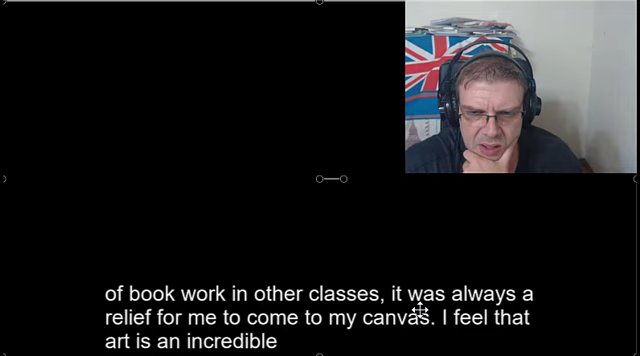 of book work in other classes, it was always a
relief for me to come to my canvas. I feel that
art is an incredible